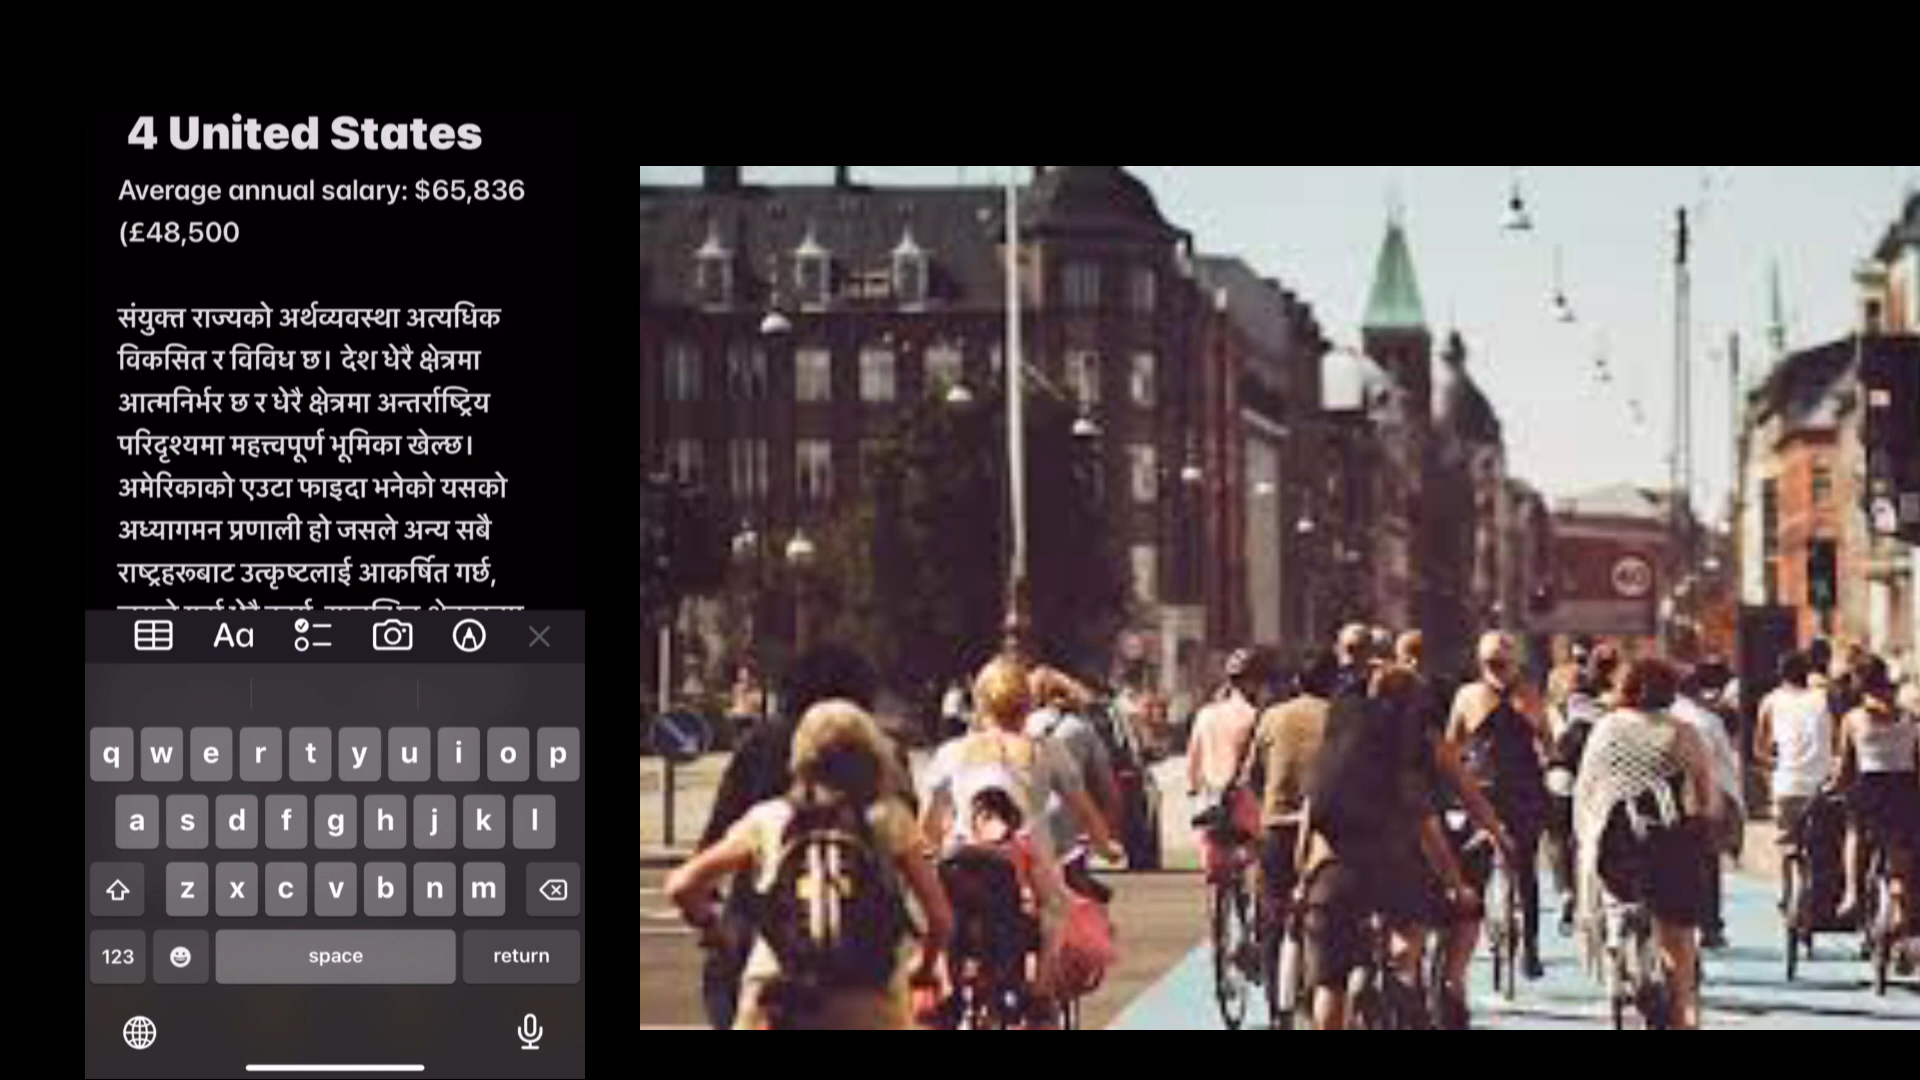 4 United States
Average annual salary: $65,836
(£48,500
संयुक्त राज्यको अर्थव्यवस्था अत्यधिक
विकसित र विविध छ। देश धेरै क्षेत्रमा
आत्मनिर्भर छ र धेरै क्षेत्रमा अन्तर्राष्ट्रिय
परिदृश्यमा महत्त्वपूर्ण भूमिका खेल्छ।
अमेरिकाको एउटा फाइदा भनेको यसको
अध्यागमन प्रणाली हो जसले अन्य सबै
राष्ट्रहरूबाट उत्कृष्टलाई आकर्षित गर्छ,
Aa
q w e r t y u i o p
a s d f g h j k l
z x c v b n m
123 space return
40